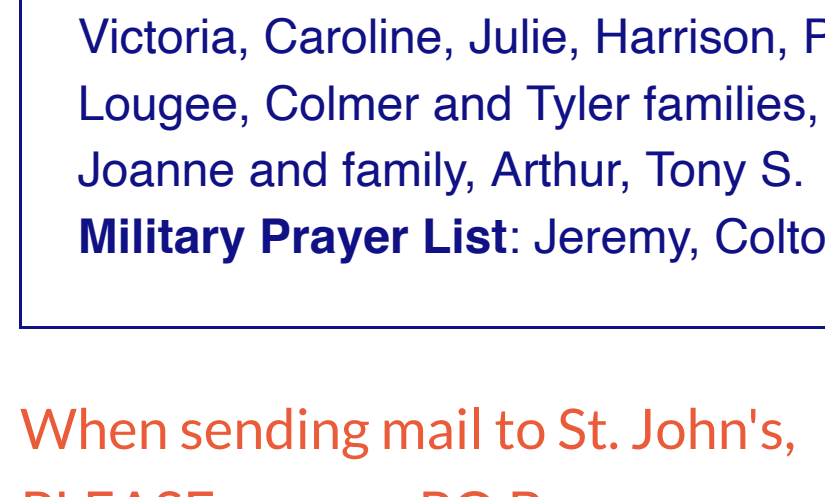 Victoria, Caroline, Julie, Harrison,
Lougee, Colmer and Tyler families,
Joanne and family, Arthur, Tony S.
Military Prayer List: Jeremy,
When sending mail to St. John's,
PLEASE